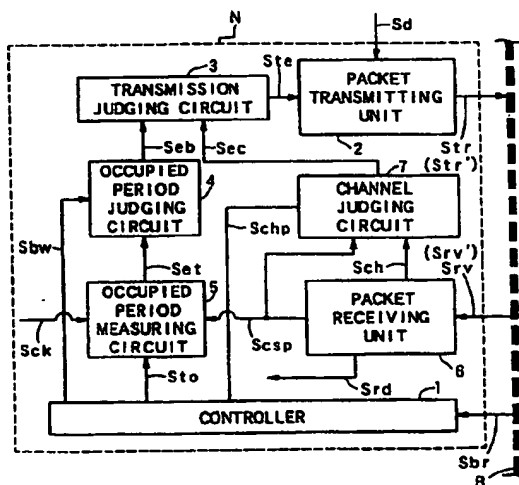 N
Sd
3
TRANSMISSION
JUDGING CIRCUIT
Ste
PACKET
TRANSMITTING
UNIT
2
Str
Seb
Sec
4
OCCUPIED
PERIOD
JUDGING
CIRCUIT
7
(Str')
CHANNEL
JUDGING
CIRCUIT
Sbw
Schp
Set
Sch
(Srv')
Srv
5
OCCUPIED
PERIOD
MEASURING
CIRCUIT
PACKET
RECEIVING
UNIT
6
Sck
Scsp
Sto
Srd
1
CONTROLLER
Sbr
B